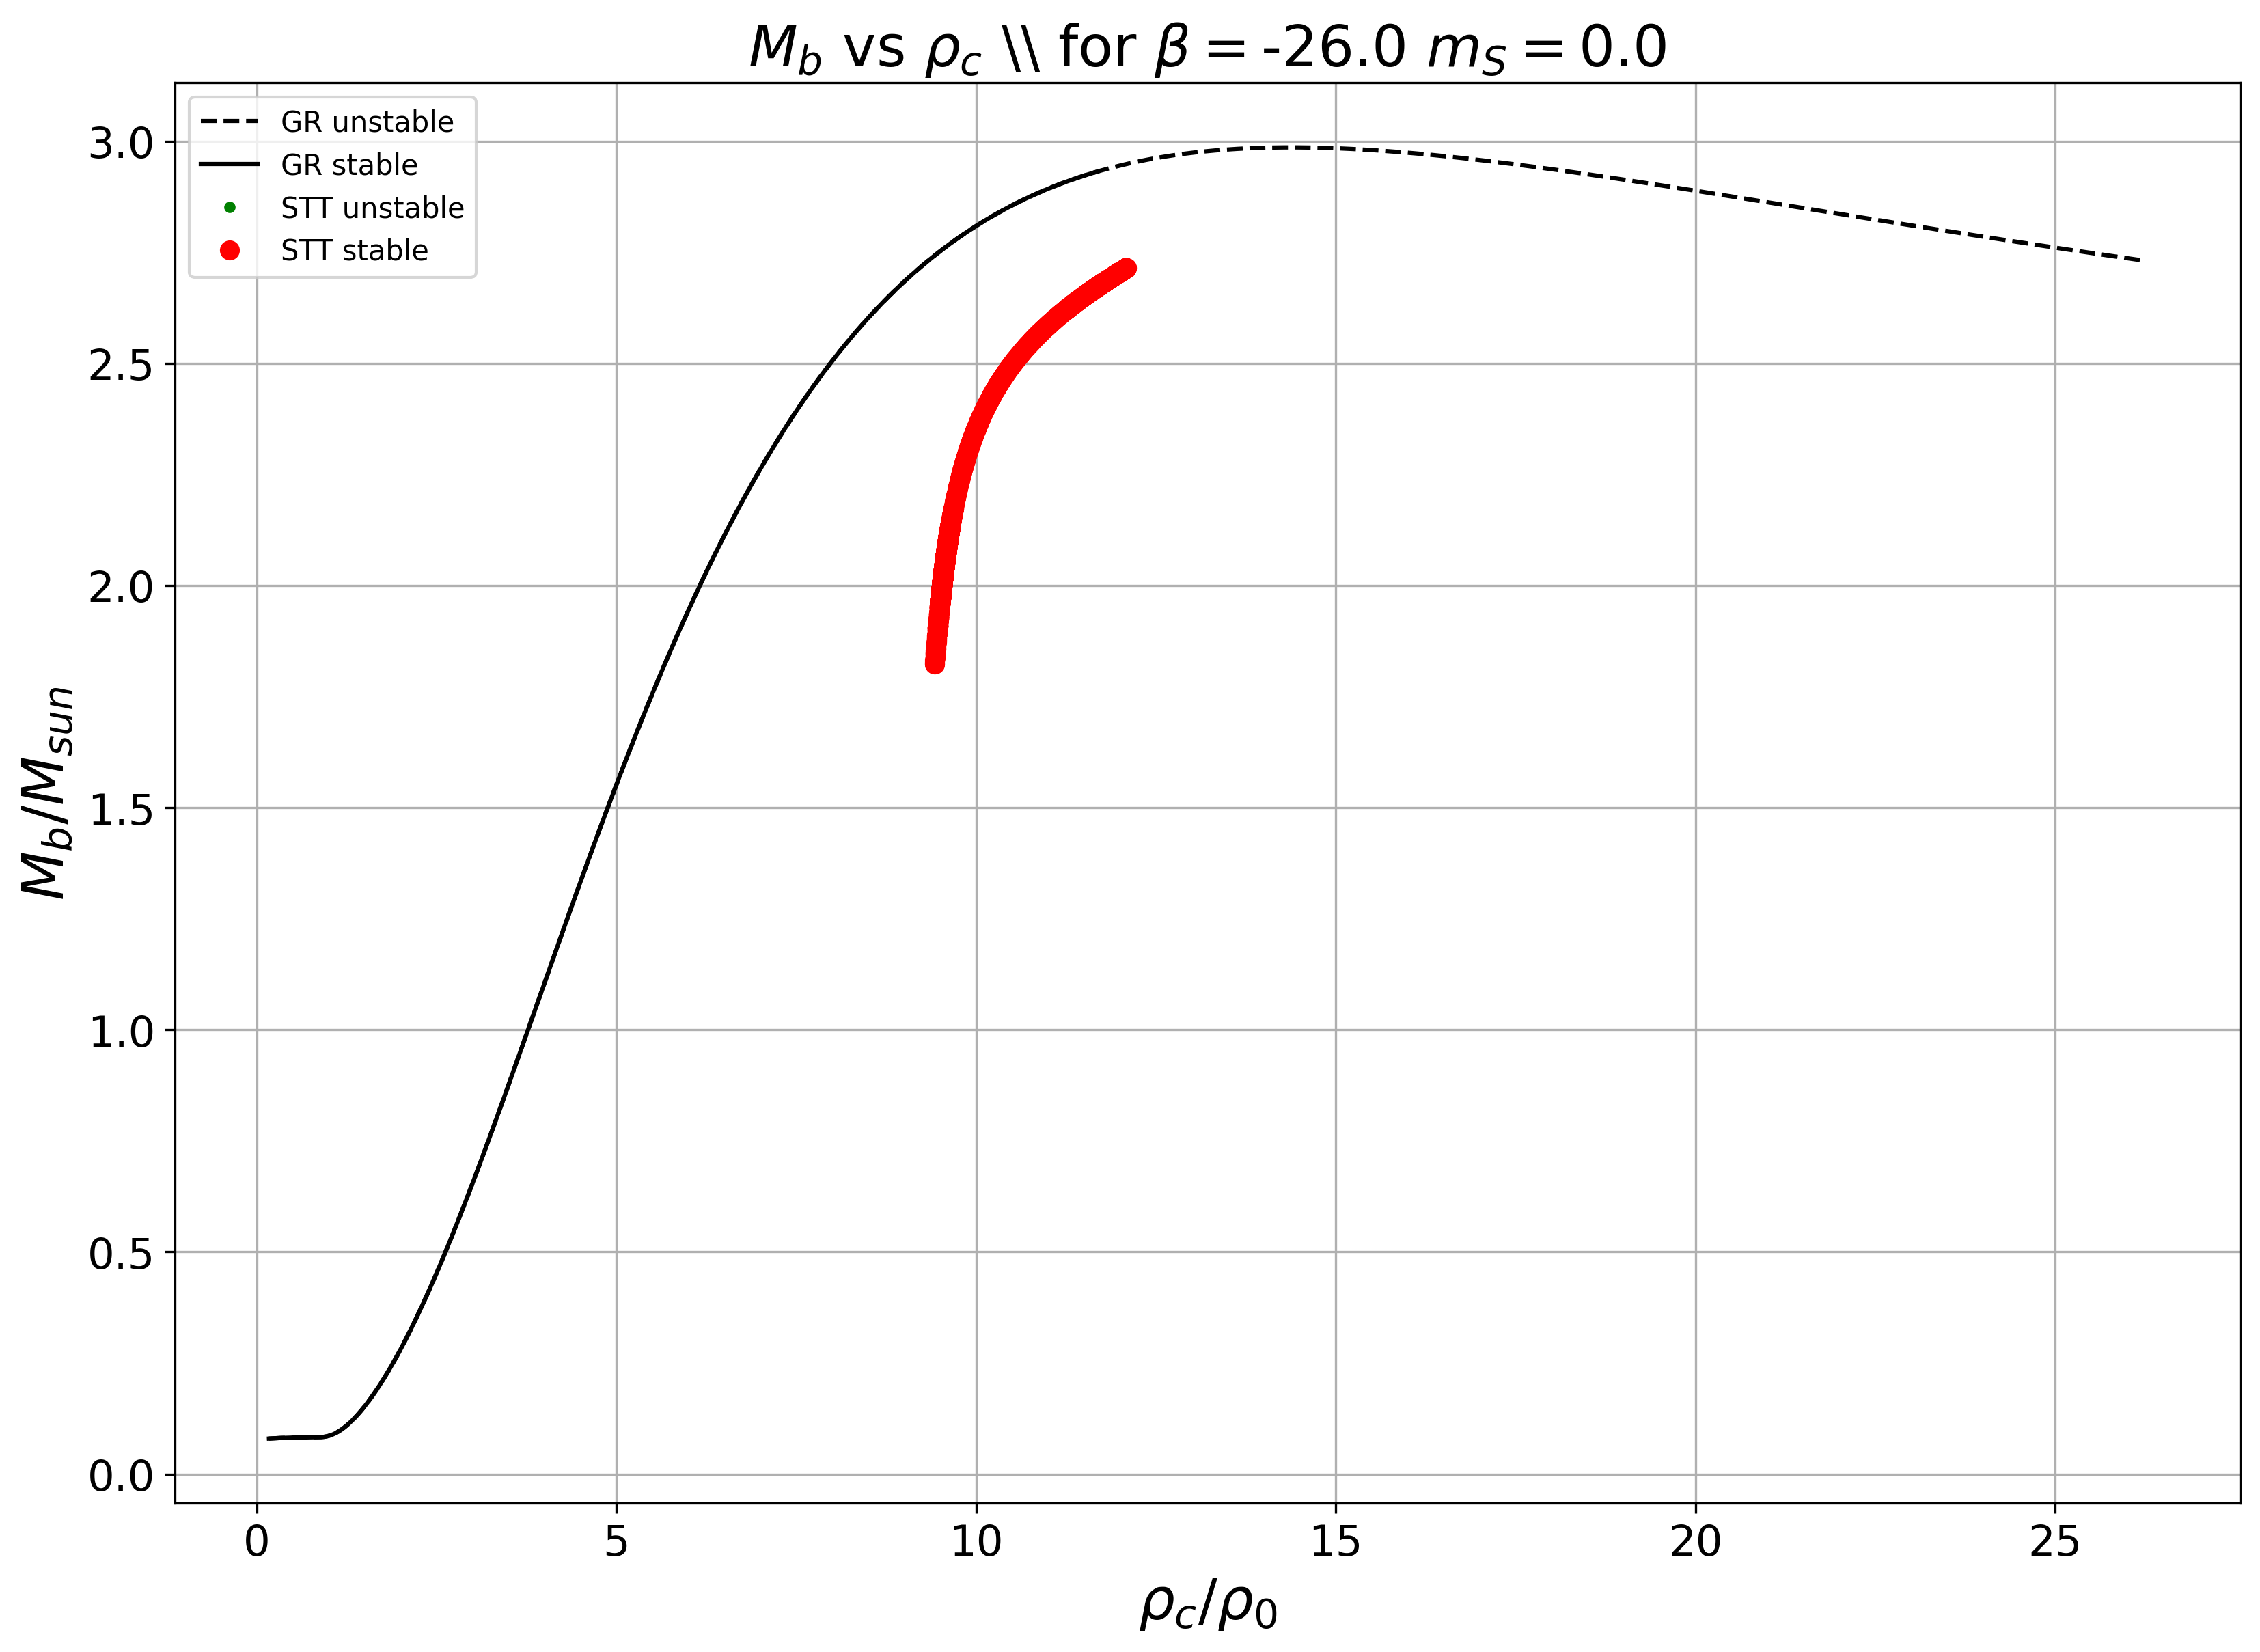 M_b vs ρ_c \\ for β = -26.0 m_S = 0.0
GR unstable
GR stable
STT unstable
STT stable
3.0
2.5
2.0
1.5
1.0
0.5
0.0
M_b/M_sun
0 5 10 15 20 25
ρ_c/ρ_0